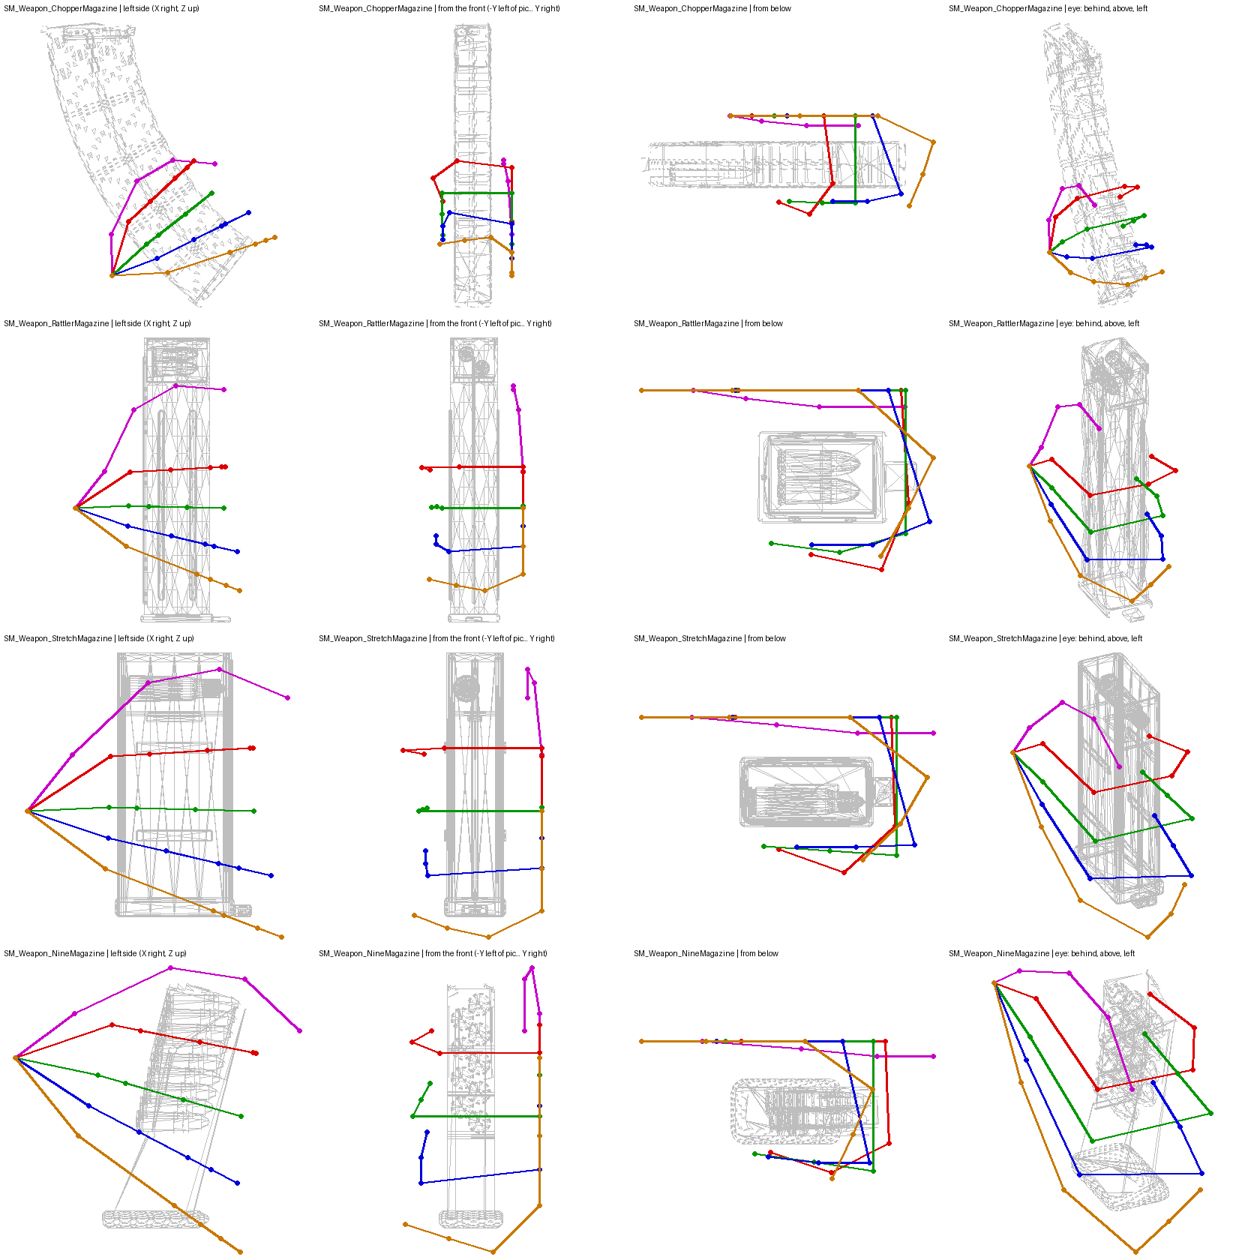 SM_Weapon_ChopperMagazine | leftside (X right, Z up)
SM_Weapon_ChopperMagazine | from the front (-Y left of pic.. Y right)
SM_Weapon_ChopperMagazine | from below
SM_Weapon_ChopperMagazine | eye: behind, above, left
SM_Weapon_RattlerMagazine | leftside (X right, Z up)
SM_Weapon_RattlerMagazine | from the front (-Y left of pic.. Y right)
SM_Weapon_RattlerMagazine | from below
SM_Weapon_RattlerMagazine | eye: behind, above, left
SM_Weapon_StretchMagazine | leftside (X right, Z up)
SM_Weapon_StretchMagazine | from the front (-Y left of pic.. Y right)
SM_Weapon_StretchMagazine | from below
SM_Weapon_StretchMagazine | eye: behind, above, left
SM_Weapon_NineMagazine | leftside (X right, Z up)
SM_Weapon_NineMagazine | from the front (-Y left of pic.. Y right)
SM_Weapon_NineMagazine | from below
SM_Weapon_NineMagazine | eye: behind, above, left